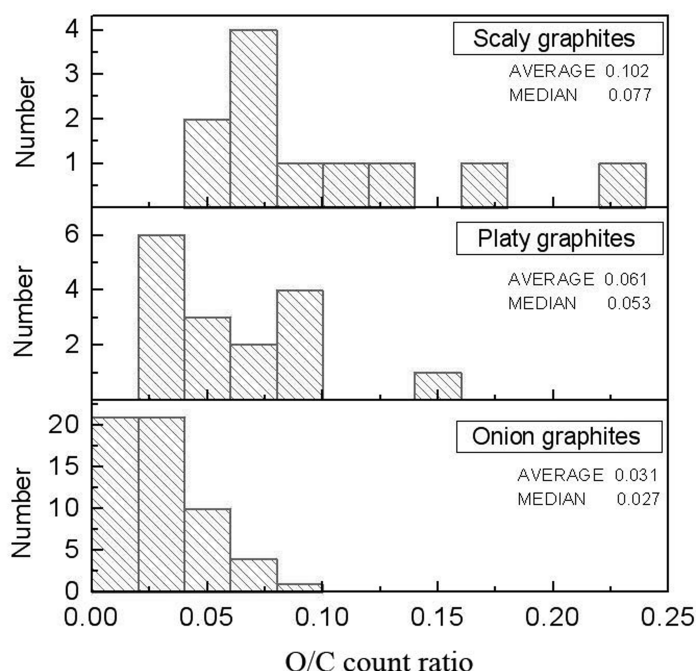 Scaly graphites
AVERAGE 0.102
MEDIAN 0.077
Number
4
3
2
1
Platy graphites
AVERAGE 0.061
MEDIAN 0.053
Number
6
4
2
Onion graphites
AVERAGE 0.031
MEDIAN 0.027
Number
20
15
10
5
0
0.00 0.05 0.10 0.15 0.20 0.25
O/C count ratio